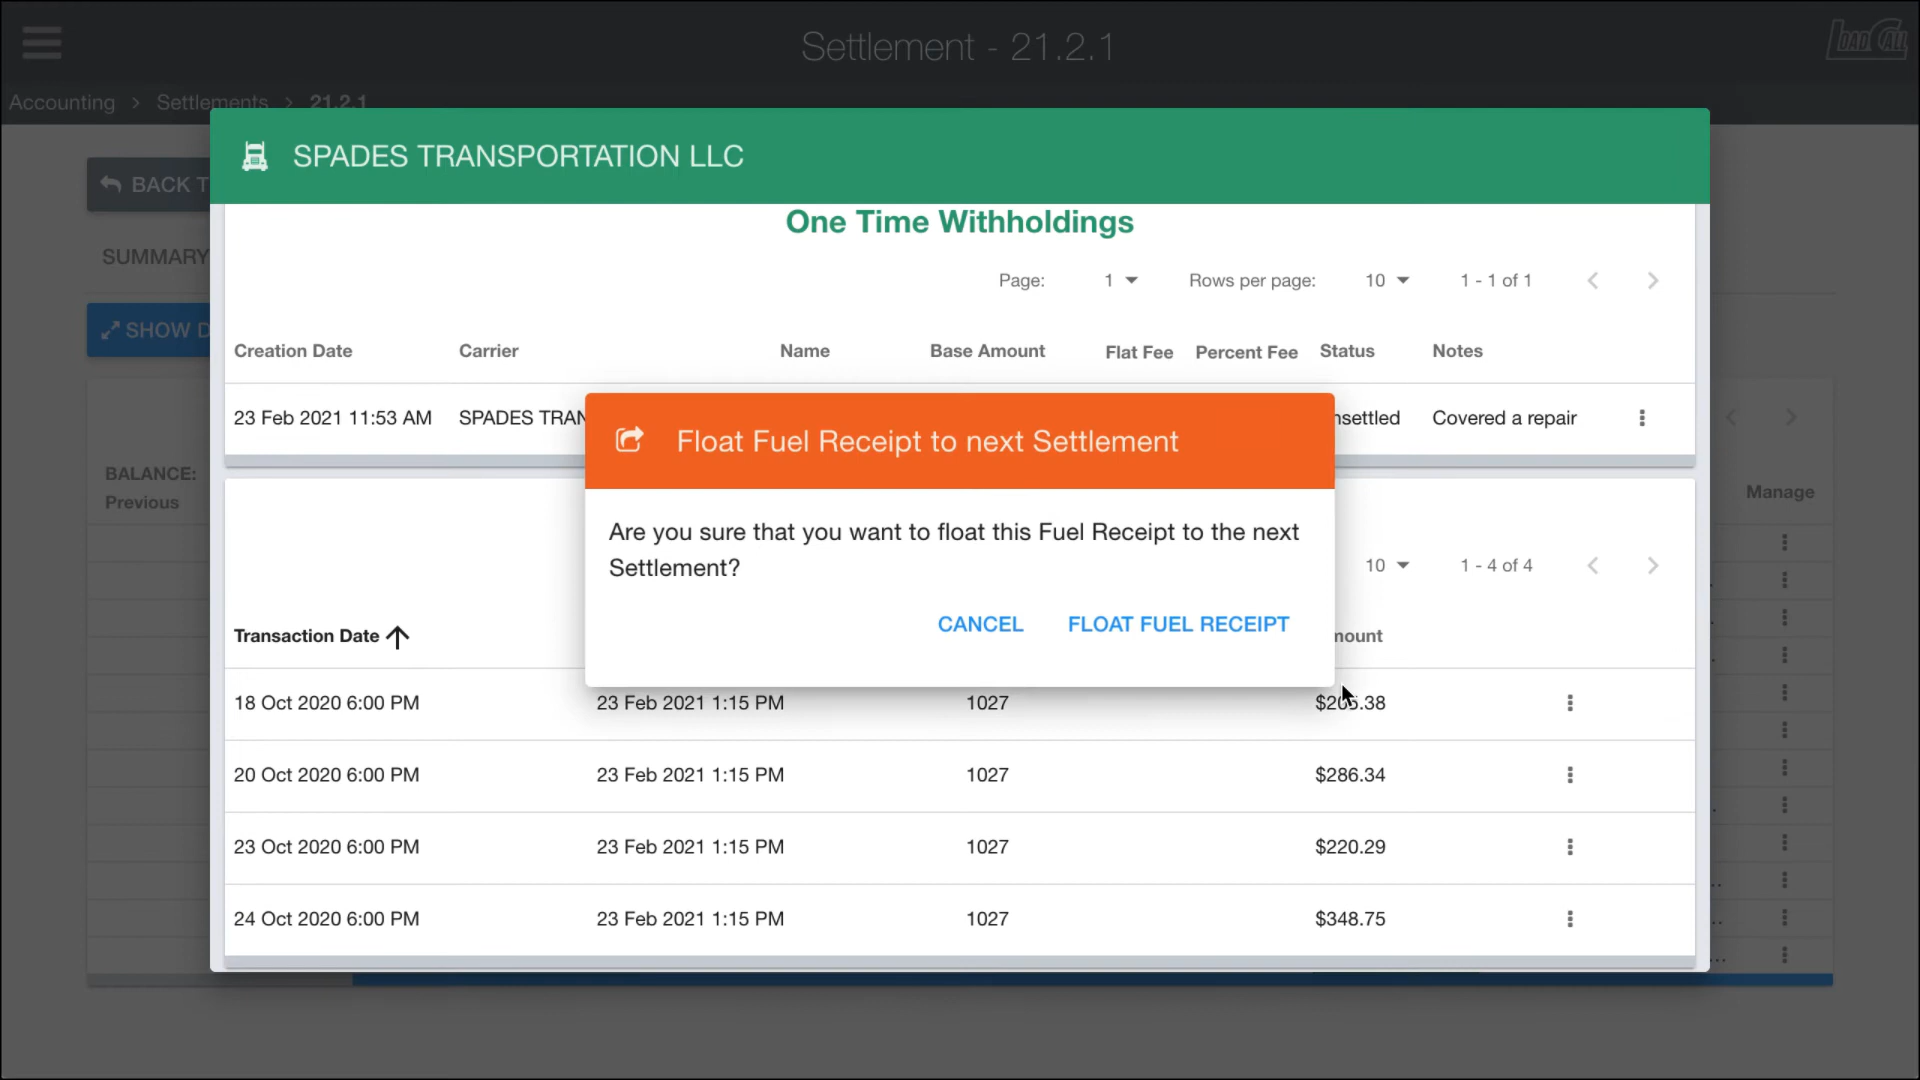 Settlement - 21.2.1
LOAD CALL
Accounting > Settlements > 21.2.1
SPADES TRANSPORTATION LLC
BACK T
SUMMARY
SHOW D
One Time Withholdings
Page: 1 Rows per page: 10 1 - 1 of 1
Creation Date Carrier Name Base Amount Flat Fee Percent Fee Status Notes
23 Feb 2021 11:53 AM SPADES TRAN nsettled Covered a repair
Float Fuel Receipt to next Settlement
Are you sure that you want to float this Fuel Receipt to the next
Settlement?
CANCEL FLOAT FUEL RECEIPT
BALANCE:
Previous
Manage
10 1 - 4 of 4
Transaction Date mount
18 Oct 2020 6:00 PM 23 Feb 2021 1:15 PM 1027 $205.38
20 Oct 2020 6:00 PM 23 Feb 2021 1:15 PM 1027 $286.34
23 Oct 2020 6:00 PM 23 Feb 2021 1:15 PM 1027 $220.29
24 Oct 2020 6:00 PM 23 Feb 2021 1:15 PM 1027 $348.75